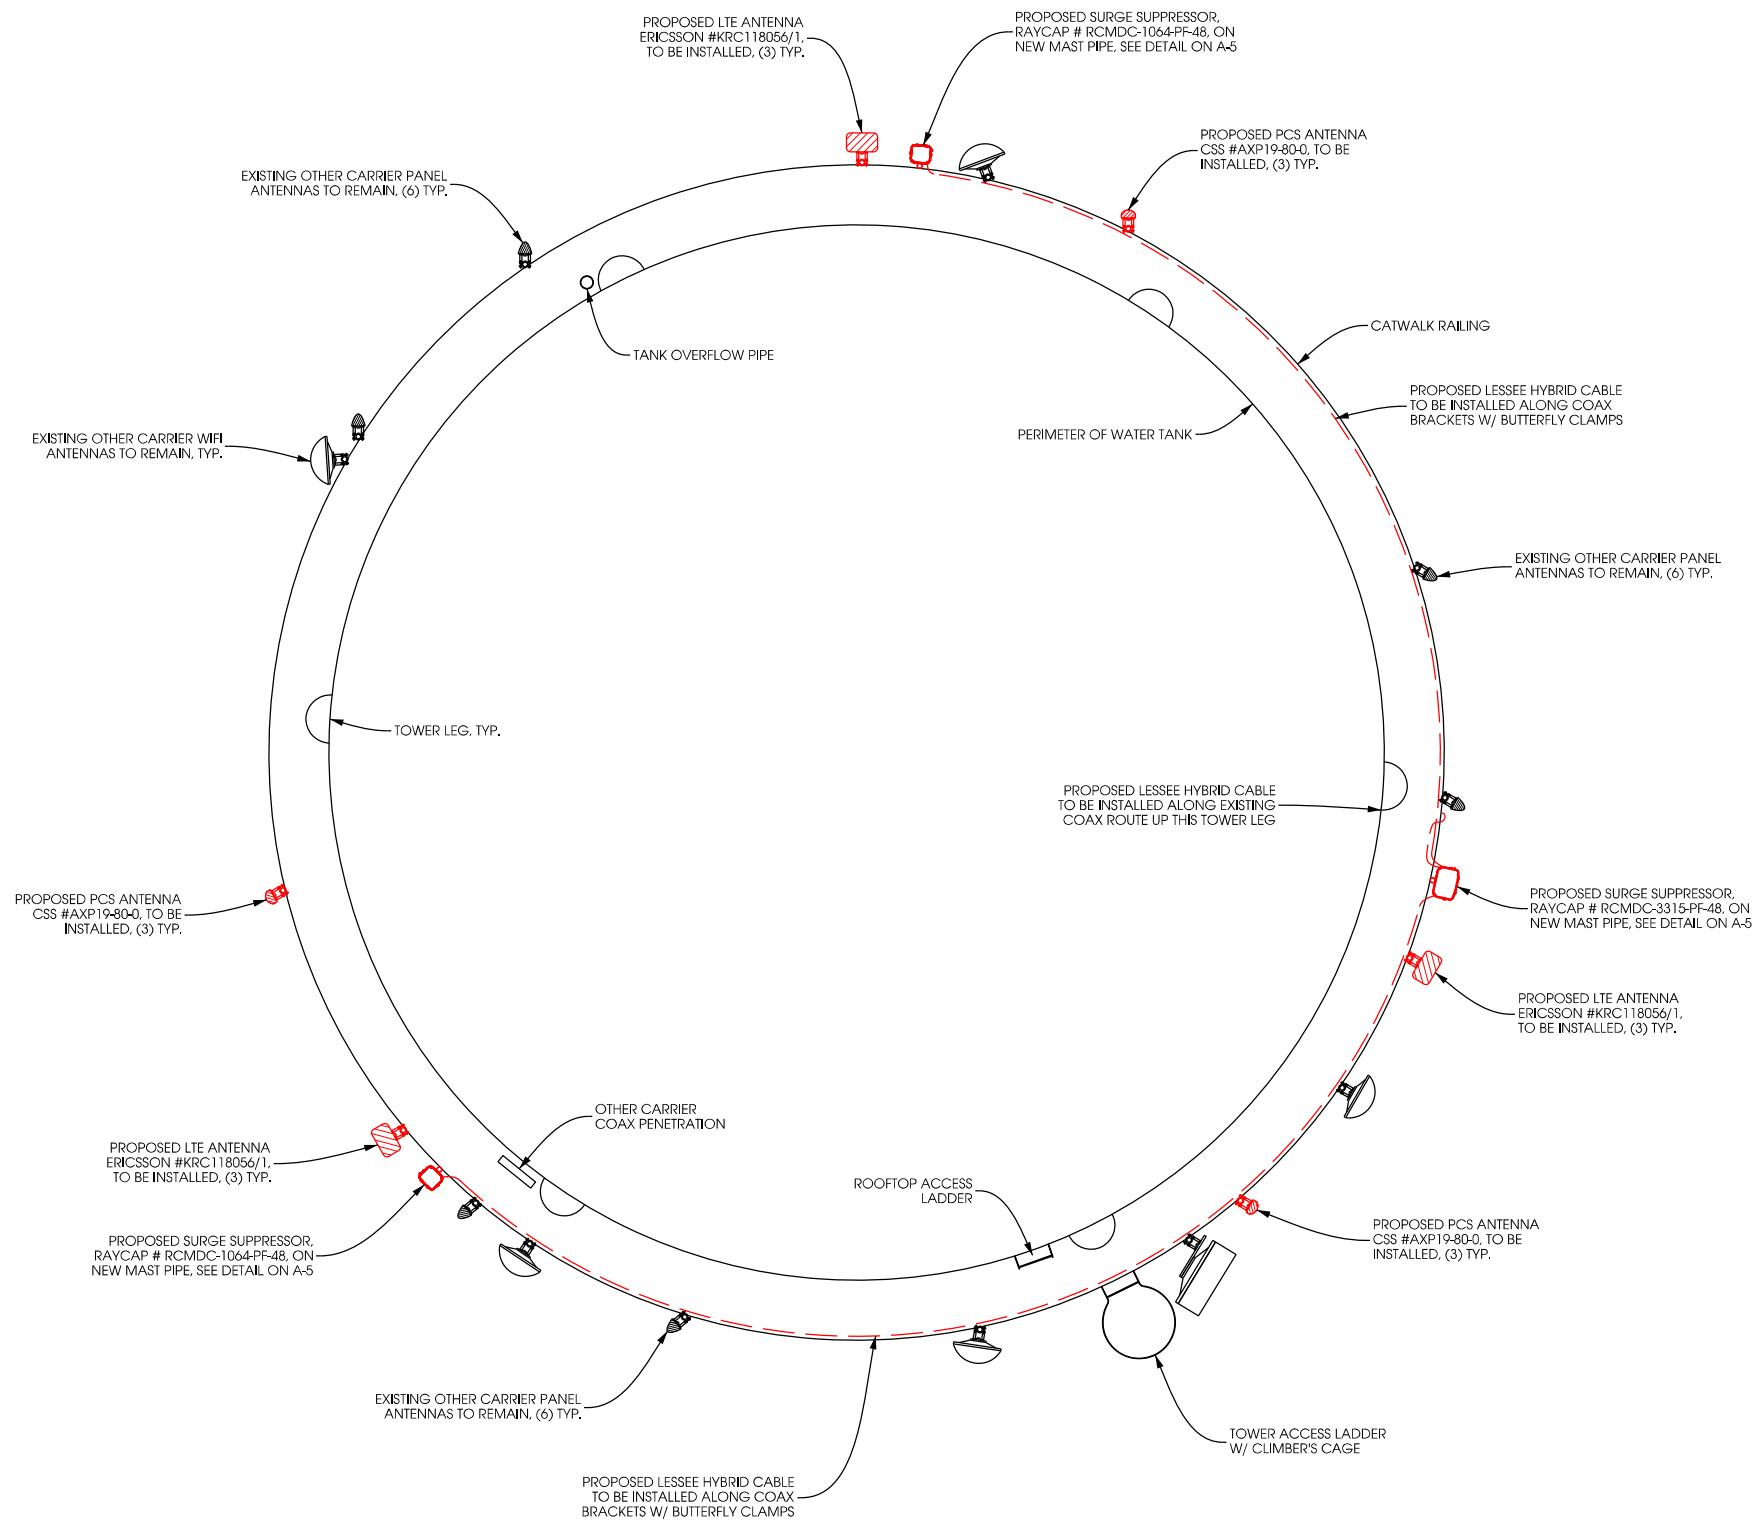 PROPOSED LTE ANTENNA
ERICSSON #KRC118056/1,
TO BE INSTALLED, (3) TYP.
PROPOSED SURGE SUPPRESSOR,
RAYCAP # RCMDC-1064-PF-48, ON
NEW MAST PIPE, SEE DETAIL ON A-5
PROPOSED PCS ANTENNA
CSS #AXP19-80-0, TO BE
INSTALLED, (3) TYP.
EXISTING OTHER CARRIER PANEL
ANTENNAS TO REMAIN, (6) TYP.
TANK OVERFLOW PIPE
CATWALK RAILING
PROPOSED LESSEE HYBRID CABLE
TO BE INSTALLED ALONG COAX
BRACKETS W/ BUTTERFLY CLAMPS
PERIMETER OF WATER TANK
EXISTING OTHER CARRIER WIFI
ANTENNAS TO REMAIN, TYP.
EXISTING OTHER CARRIER PANEL
ANTENNAS TO REMAIN, (6) TYP.
TOWER LEG, TYP.
PROPOSED LESSEE HYBRID CABLE
TO BE INSTALLED ALONG EXISTING
COAX ROUTE UP THIS TOWER LEG
PROPOSED PCS ANTENNA
CSS #AXP19-80-0, TO BE
INSTALLED, (3) TYP.
PROPOSED SURGE SUPPRESSOR,
RAYCAP # RCMDC-3315-PF-48, ON
NEW MAST PIPE, SEE DETAIL ON A-5
PROPOSED LTE ANTENNA
ERICSSON #KRC118056/1,
TO BE INSTALLED, (3) TYP.
OTHER CARRIER
COAX PENETRATION
PROPOSED LTE ANTENNA
ERICSSON #KRC118056/1,
TO BE INSTALLED, (3) TYP.
ROOFTOP ACCESS
LADDER
PROPOSED SURGE SUPPRESSOR,
RAYCAP # RCMDC-1064-PF-48, ON
NEW MAST PIPE, SEE DETAIL ON A-5
PROPOSED PCS ANTENNA
CSS #AXP19-80-0, TO BE
INSTALLED, (3) TYP.
EXISTING OTHER CARRIER PANEL
ANTENNAS TO REMAIN, (6) TYP.
TOWER ACCESS LADDER
W/ CLIMBER'S CAGE
PROPOSED LESSEE HYBRID CABLE
TO BE INSTALLED ALONG COAX
BRACKETS W/ BUTTERFLY CLAMPS